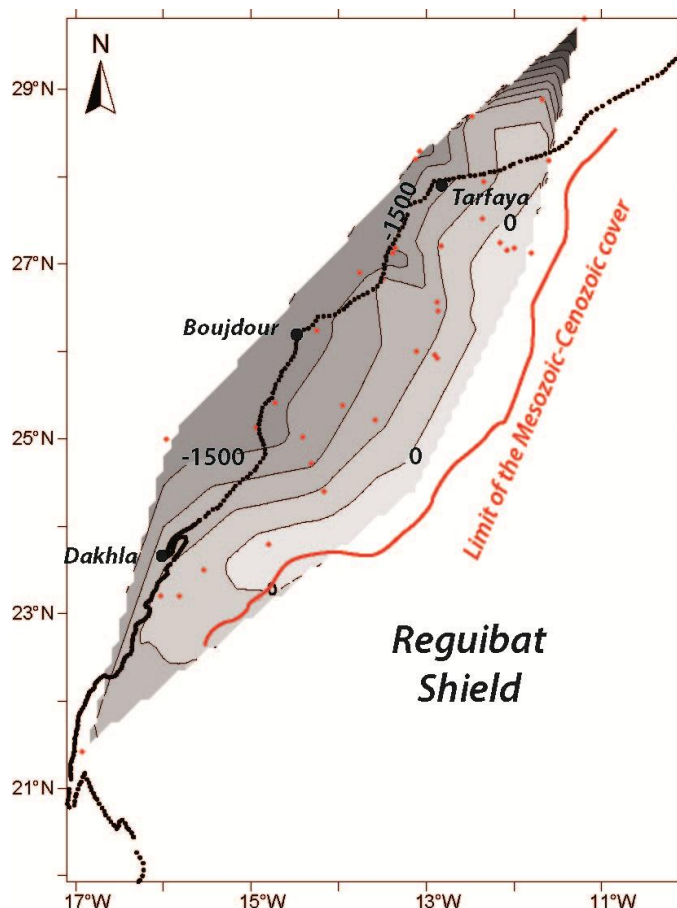 N
29°N
-1500
Tarfaya
0
27°N
Boujdour
Limit of the Mesozoic-Cenozoic cover
25°N
-1500
0
Dakhla
0
23°N
Reguibat
Shield
21°N
17°W
15°W
13°W
11°W